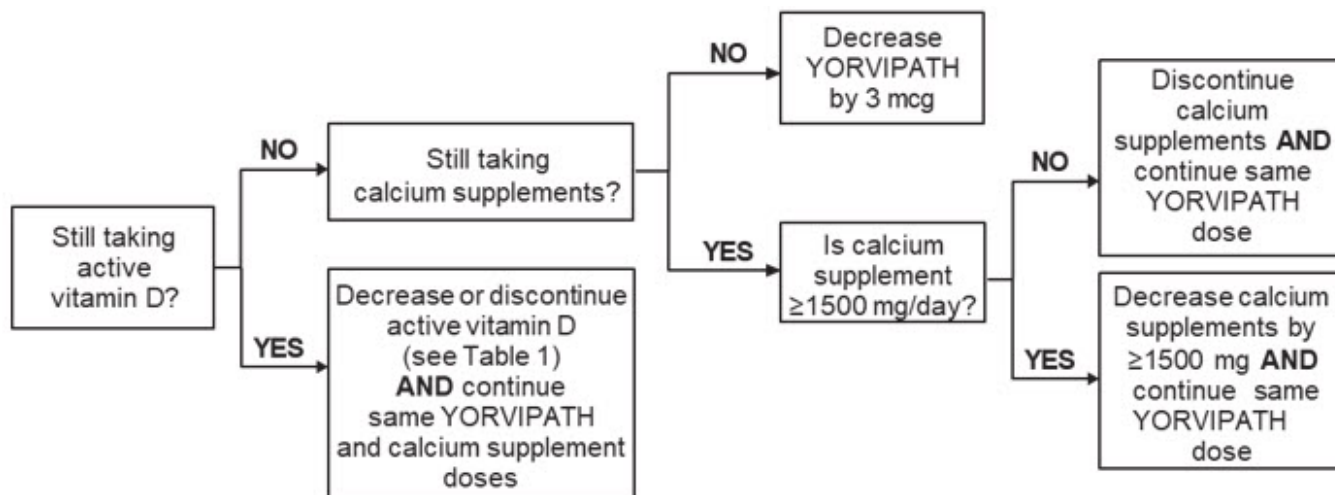 Still taking
active
vitamin D?
NO
YES
Still taking
calcium supplements?
Decrease or discontinue
active vitamin D
(see Table 1)
AND continue
same YORVIPATH
and calcium supplement
doses
NO
YES
Decrease
YORVIPATH
by 3 mcg
Is calcium
supplement
≥1500 mg/day?
NO
YES
Discontinue
calcium
supplements AND
continue same
YORVIPATH
dose
Decrease calcium
supplements by
≥1500 mg AND
continue same
YORVIPATH
dose